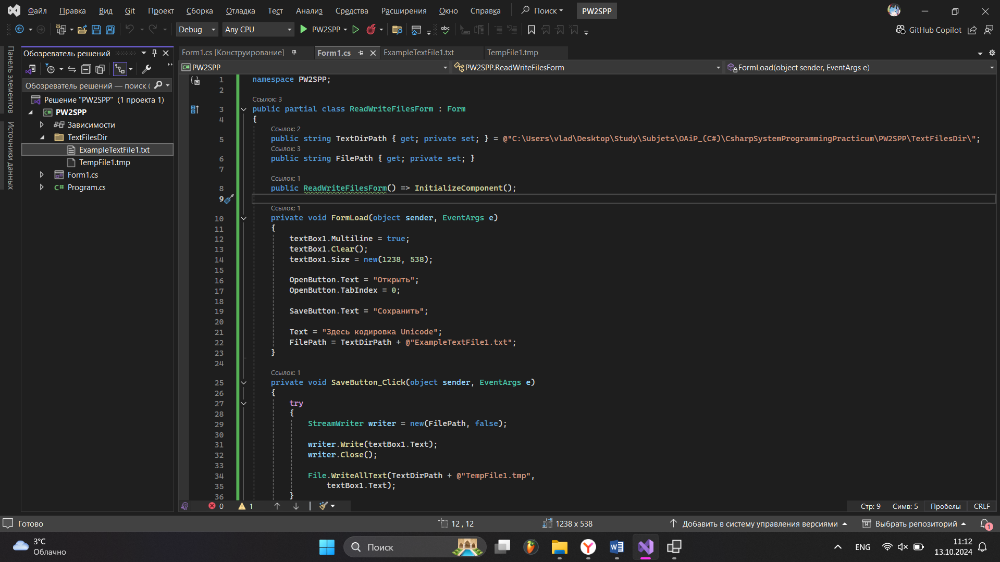 Файл Правка Вид Git Проект Сборка Отладка Тест Анализ Средства Расширения Окно Справка Поиск PW2SPP
Debug Any CPU PW2SPP abc GitHub Copilot
Панель элементов
Источники данных
Обозреватель решений
Обозреватель решений — поиск (
Решение "PW2SPP" (1 проекта 1)
C# PW2SPP
Зависимости
TextFilesDir
ExampleTextFile1.txt
TempFile1.tmp
Form1.cs
C# Program.cs
Form1.cs [Конструирование] Form1.cs ExampleTextFile1.txt TempFile1.tmp
C# PW2SPP PW2SPP.ReadWriteFilesForm FormLoad(object sender, EventArgs e)
1 namespace PW2SPP;
2
Ссылок: 3
3 public partial class ReadWriteFilesForm : Form
4 {
Ссылок: 2
5 public string TextDirPath { get; private set; } = @"C:\Users\vlad\Desktop\Study\Subjets\OAiP_(C#)\CsharpSystemProgrammingPracticum\PW2SPP\TextFilesDir\";
Ссылок: 3
6 public string FilePath { get; private set; }
7
Ссылок: 1
8 public ReadWriteFilesForm() => InitializeComponent();
9
Ссылок: 1
10 private void FormLoad(object sender, EventArgs e)
11 {
12 textBox1.Multiline = true;
13 textBox1.Clear();
14 textBox1.Size = new(1238, 538);
15
16 OpenButton.Text = "Открыть";
17 OpenButton.TabIndex = 0;
18
19 SaveButton.Text = "Сохранить";
20
21 Text = "Здесь кодировка Unicode";
22 FilePath = TextDirPath + @"ExampleTextFile1.txt";
23 }
24
Ссылок: 1
25 private void SaveButton_Click(object sender, EventArgs e)
26 {
27 try
28 {
29 StreamWriter writer = new(FilePath, false);
30
31 writer.Write(textBox1.Text);
32 writer.Close();
33
34 File.WriteAllText(TextDirPath + @"TempFile1.tmp",
35 textBox1.Text);
36 }
0 1 Стр: 9 Симв: 5 Пробелы CRLF
Готово 12 , 12 1238 x 538 Добавить в систему управления версиями Выбрать репозиторий 1
3°C
Облачно
Поиск
ENG
11:12
13.10.2024